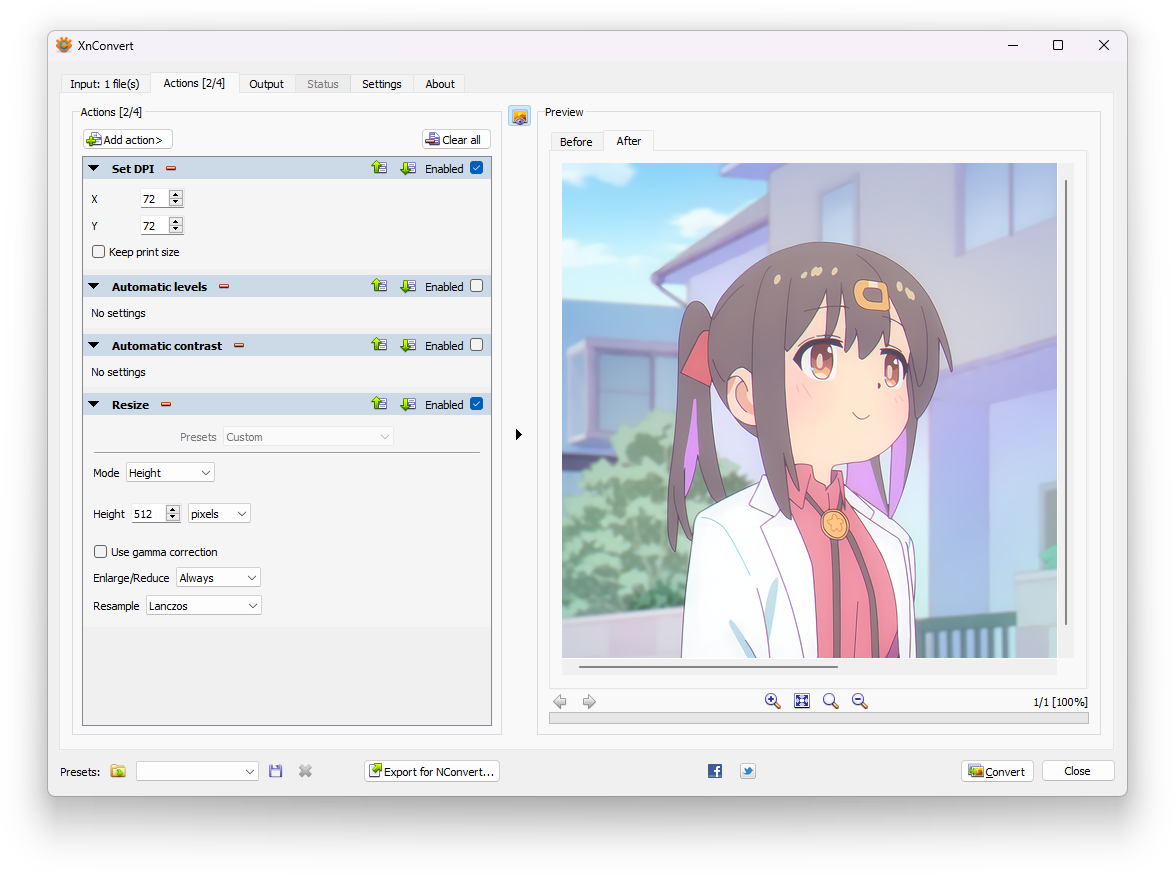 XnConvert
Input: 1 file(s)
Actions [2/4]
Output
Status
Settings
About
Actions [2/4]
Add action>
Clear all
Set DPI
Enabled
X 72
Y 72
Keep print size
Automatic levels
Enabled
No settings
Automatic contrast
Enabled
No settings
Resize
Enabled
Presets Custom
Mode Height
Height 512 pixels
Use gamma correction
Enlarge/Reduce Always
Resample Lanczos
Preview
Before
After
1/1 [100%]
Presets:
Export for NConvert...
Convert
Close